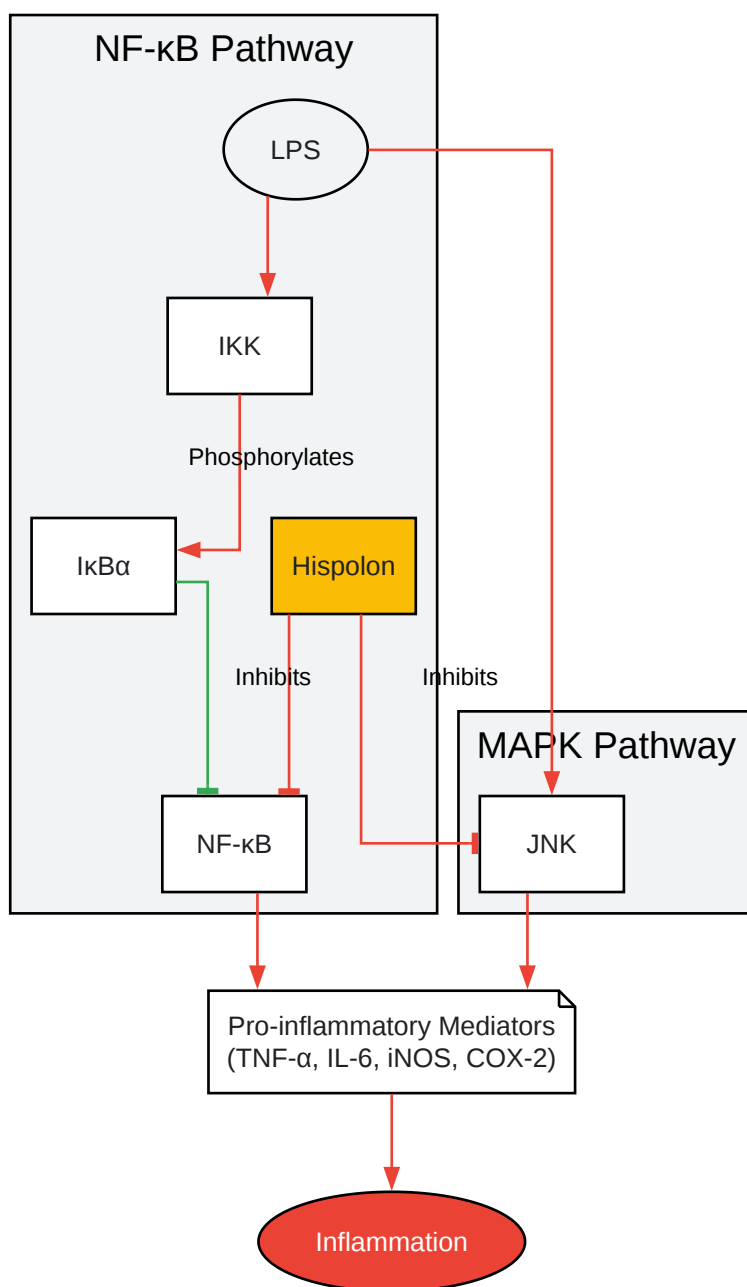 NF-κB Pathway
LPS
IKK
Phosphorylates
IκBα
Hispolon
Inhibits
Inhibits
MAPK Pathway
NF-κB
JNK
Pro-inflammatory Mediators
(TNF-α, IL-6, iNOS, COX-2)
Inflammation